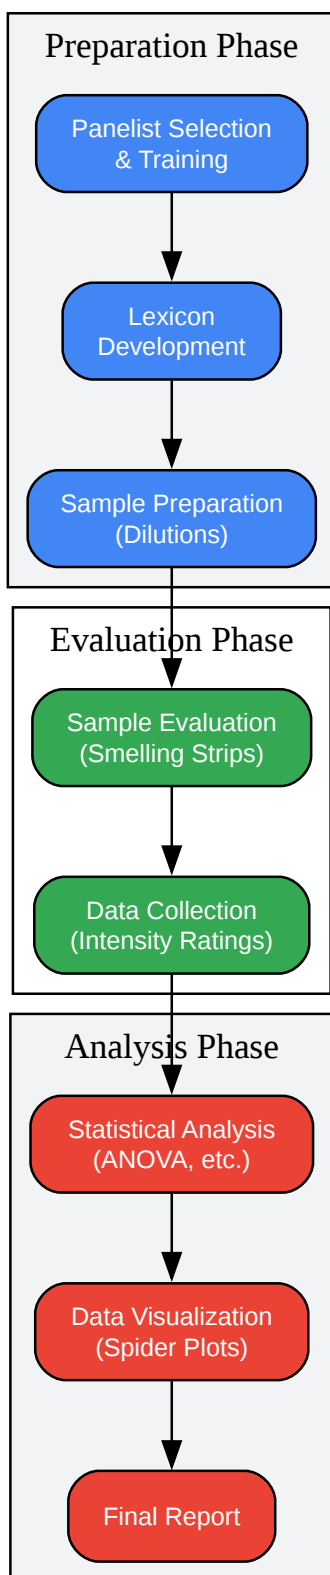 Preparation Phase
Panelist Selection
& Training
Lexicon
Development
Sample Preparation
(Dilutions)
Evaluation Phase
Sample Evaluation
(Smelling Strips)
Data Collection
(Intensity Ratings)
Analysis Phase
Statistical Analysis
(ANOVA, etc.)
Data Visualization
(Spider Plots)
Final Report